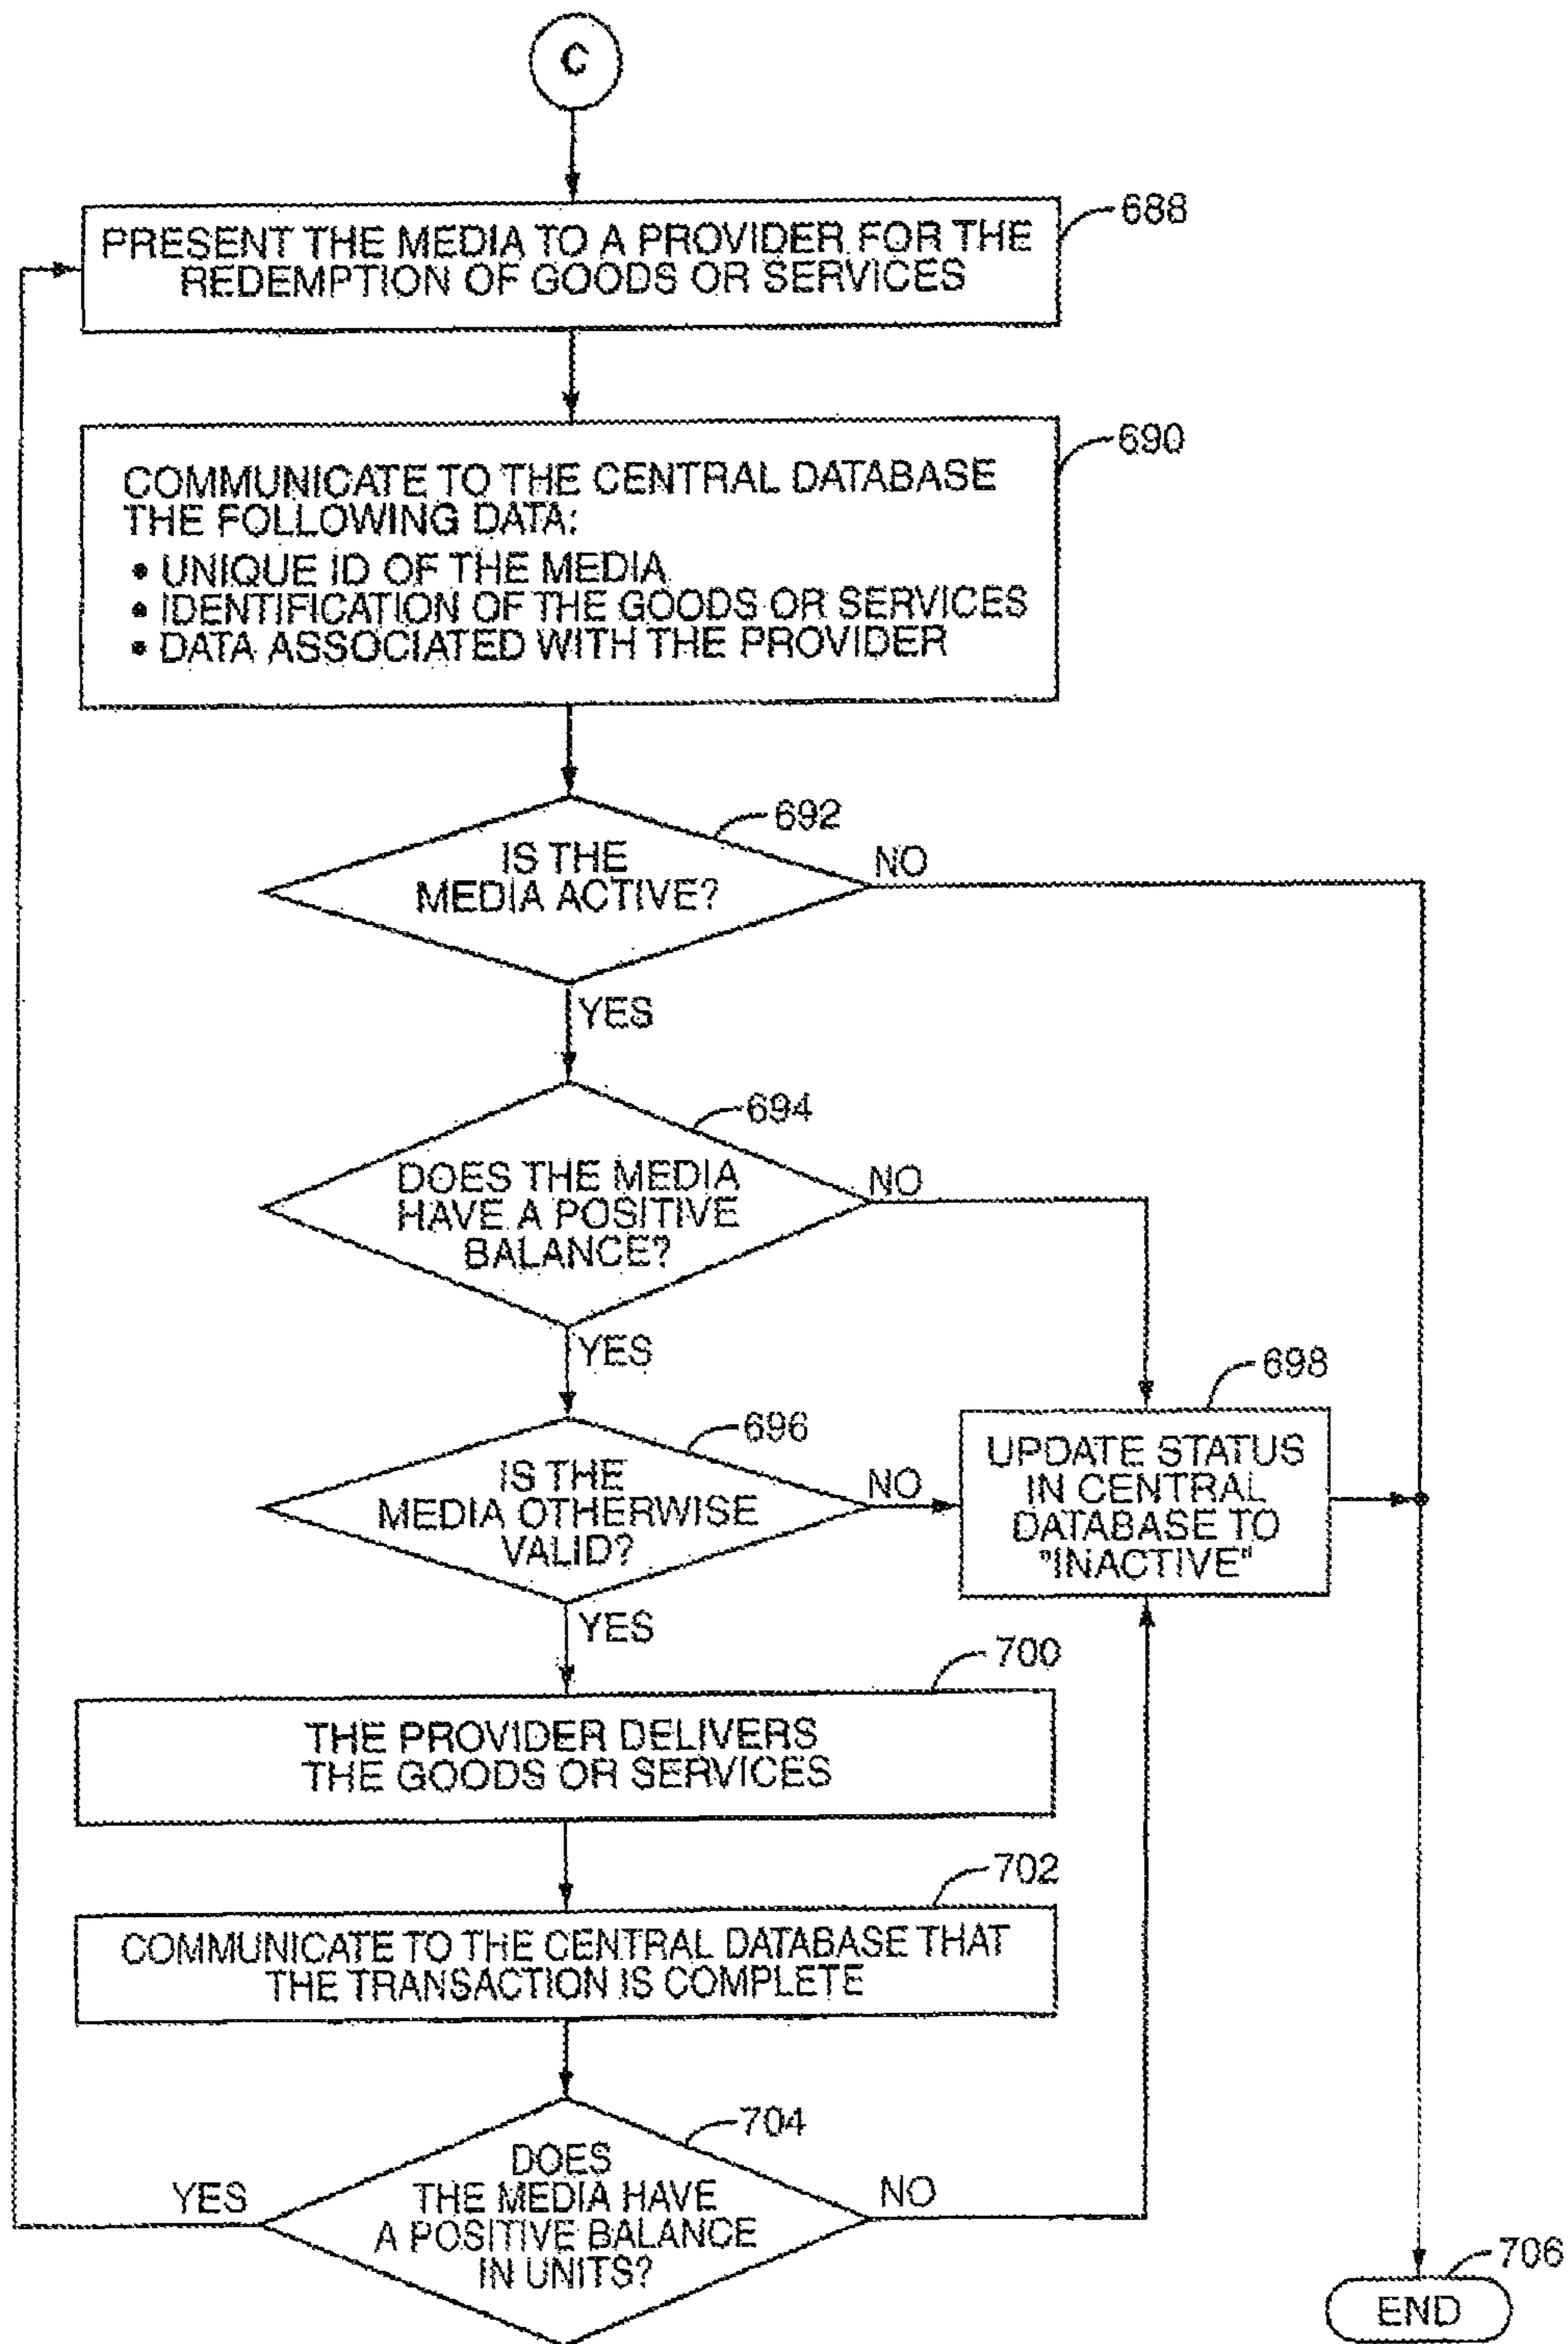 C
688
PRESENT THE MEDIA TO A PROVIDER FOR THE
REDEMPTION OF GOODS OR SERVICES
690
COMMUNICATE TO THE CENTRAL DATABASE
THE FOLLOWING DATA:
• UNIQUE ID OF THE MEDIA
• IDENTIFICATION OF THE GOODS OR SERVICES
• DATA ASSOCIATED WITH THE PROVIDER
692
IS THE
MEDIA ACTIVE?
NO
YES
694
DOES THE MEDIA
HAVE A POSITIVE
BALANCE?
NO
YES
696
IS THE
MEDIA OTHERWISE
VALID?
NO
YES
698
UPDATE STATUS
IN CENTRAL
DATABASE TO
"INACTIVE"
700
THE PROVIDER DELIVERS
THE GOODS OR SERVICES
702
COMMUNICATE TO THE CENTRAL DATABASE THAT
THE TRANSACTION IS COMPLETE
704
DOES
THE MEDIA HAVE
A POSITIVE BALANCE
IN UNITS?
YES
NO
706
END